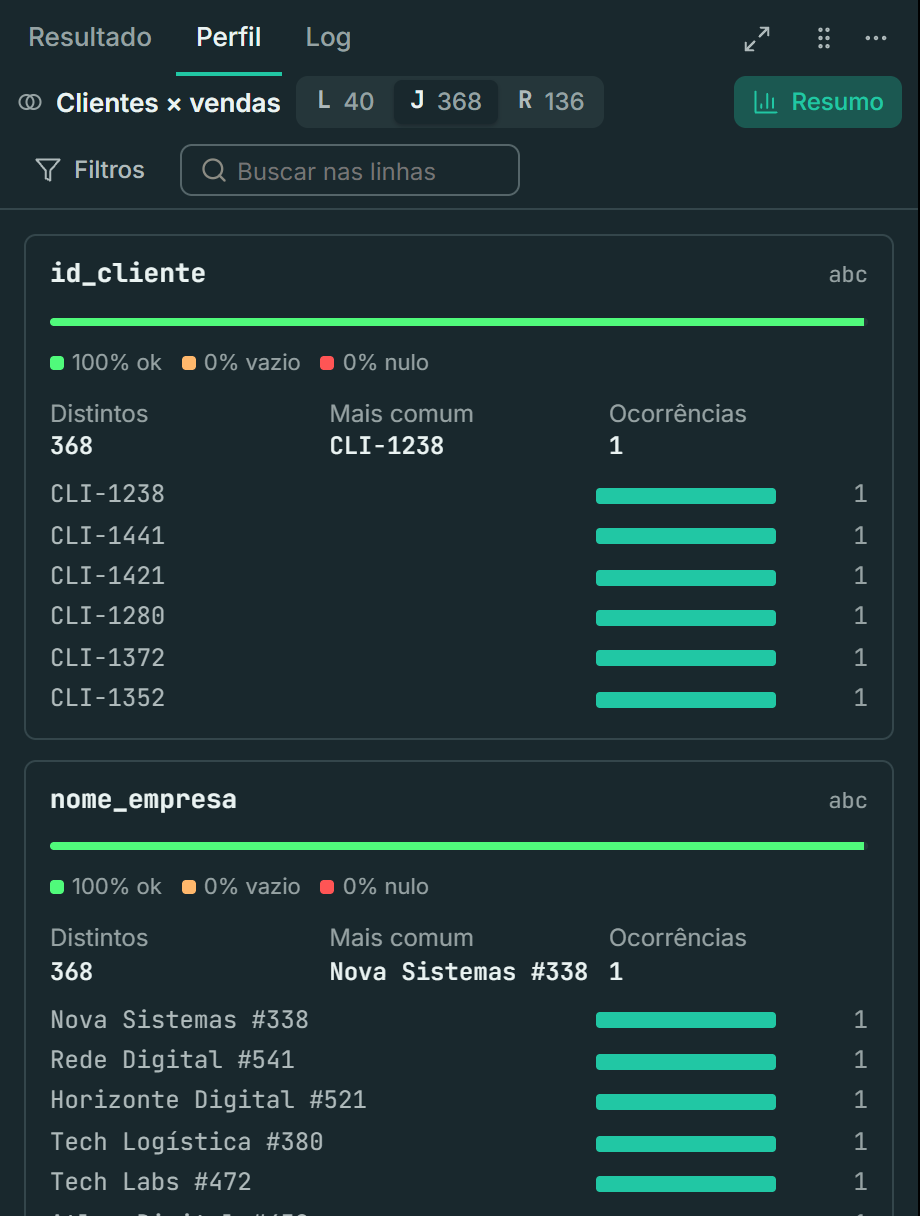 Resultado Perfil Log
Clientes × vendas L 40 J 368 R 136 Resumo
Filtros Buscar nas linhas
id_cliente abc
100% ok 0% vazio 0% nulo
Distintos Mais comum Ocorrências
368 CLI-1238 1
CLI-1238 1
CLI-1441 1
CLI-1421 1
CLI-1280 1
CLI-1372 1
CLI-1352 1
nome_empresa abc
100% ok 0% vazio 0% nulo
Distintos Mais comum Ocorrências
368 Nova Sistemas #338 1
Nova Sistemas #338 1
Rede Digital #541 1
Horizonte Digital #521 1
Tech Logística #380 1
Tech Labs #472 1